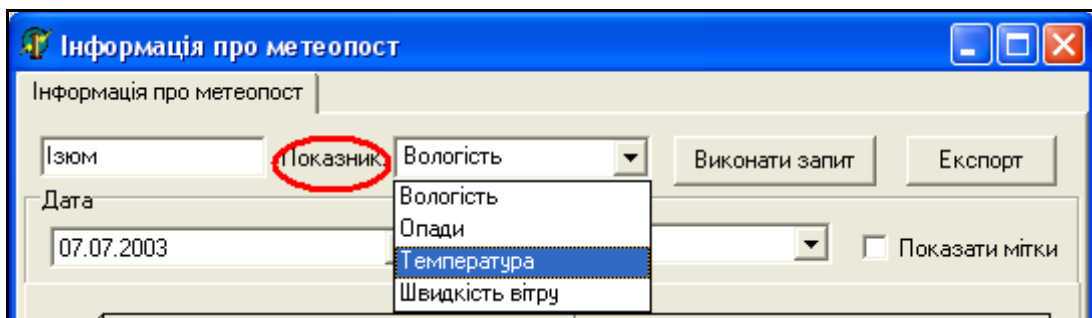 Інформація про метеопост
Інформація про метеопост
Ізюм Показник Вологість Виконати запит Експорт
Вологість
Дата
Опади
07.07.2003 Показати мітки
Температура
Швидкість вітру